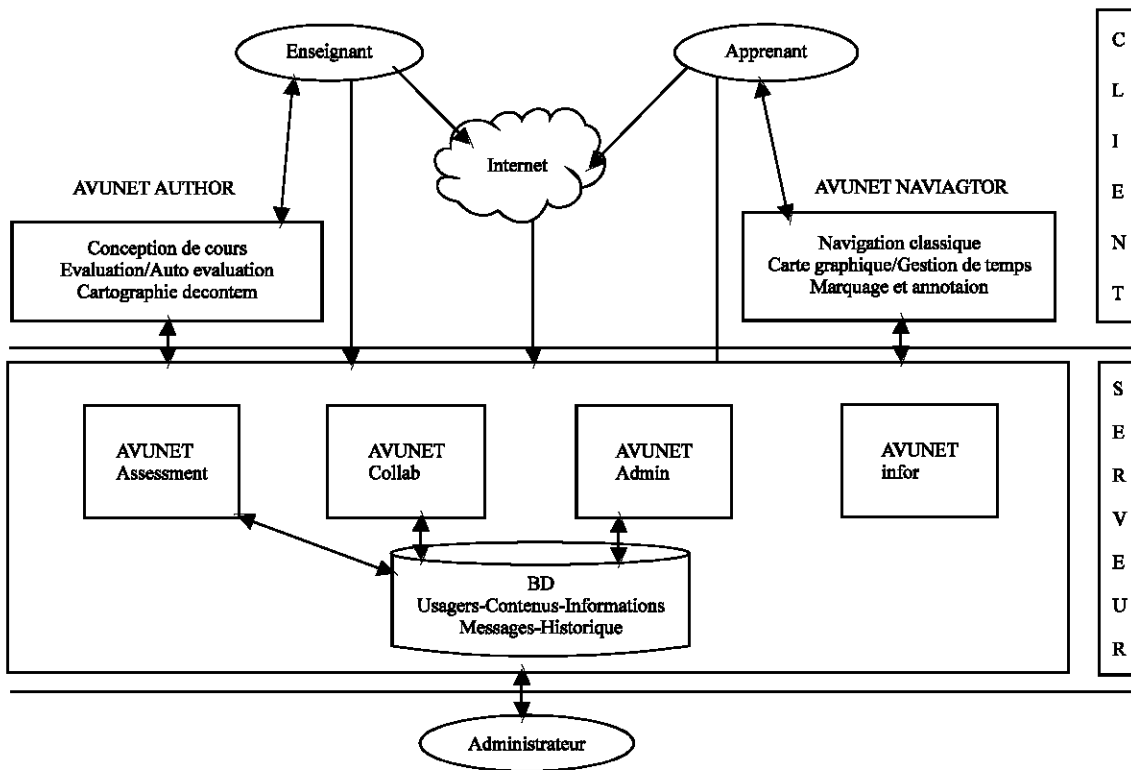 Enseignant
Apprenant
Internet
AVUNET AUTHOR
AVUNET NAVIAGTOR
Conception de cours
Evaluation/Auto evaluation
Cartographie decontem
Navigation classique
Carte graphique/Gestion de temps
Marquage et annotaion
C
L
I
E
N
T
AVUNET
Assessment
AVUNET
Collab
AVUNET
Admin
AVUNET
infor
BD
Usagers-Contenus-Informations
Messages-Historique
S
E
R
V
E
U
R
Administrateur